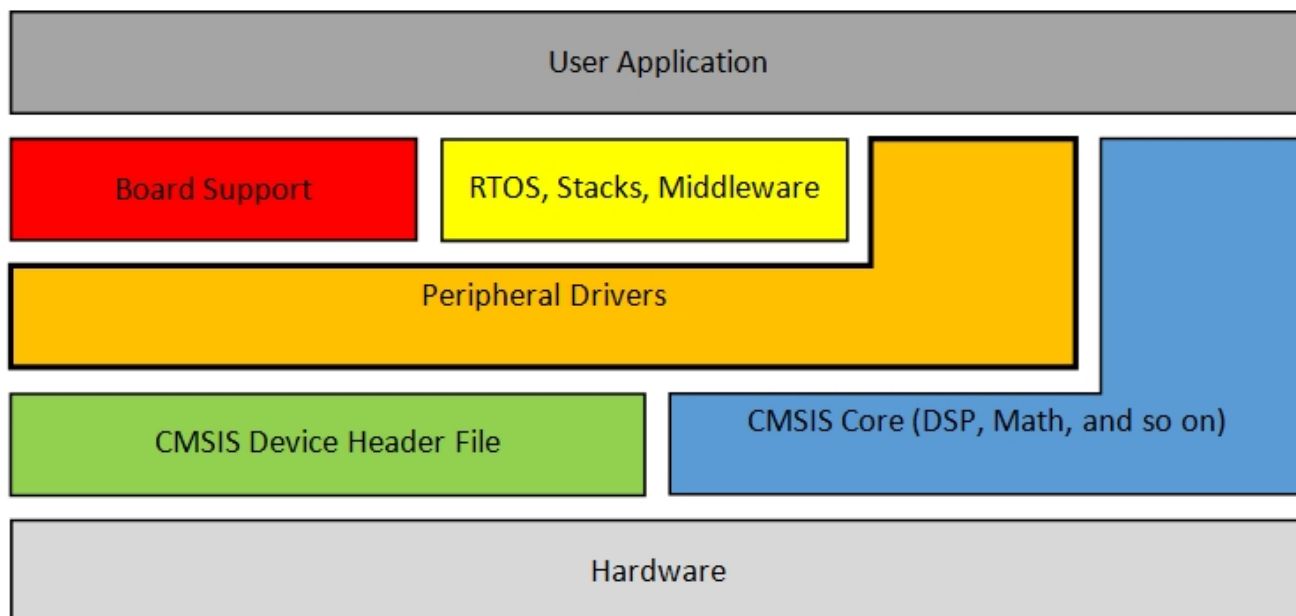 User Application
Board Support
RTOS, Stacks, Middleware
Peripheral Drivers
CMSIS Device Header File
CMSIS Core (DSP, Math, and so on)
Hardware